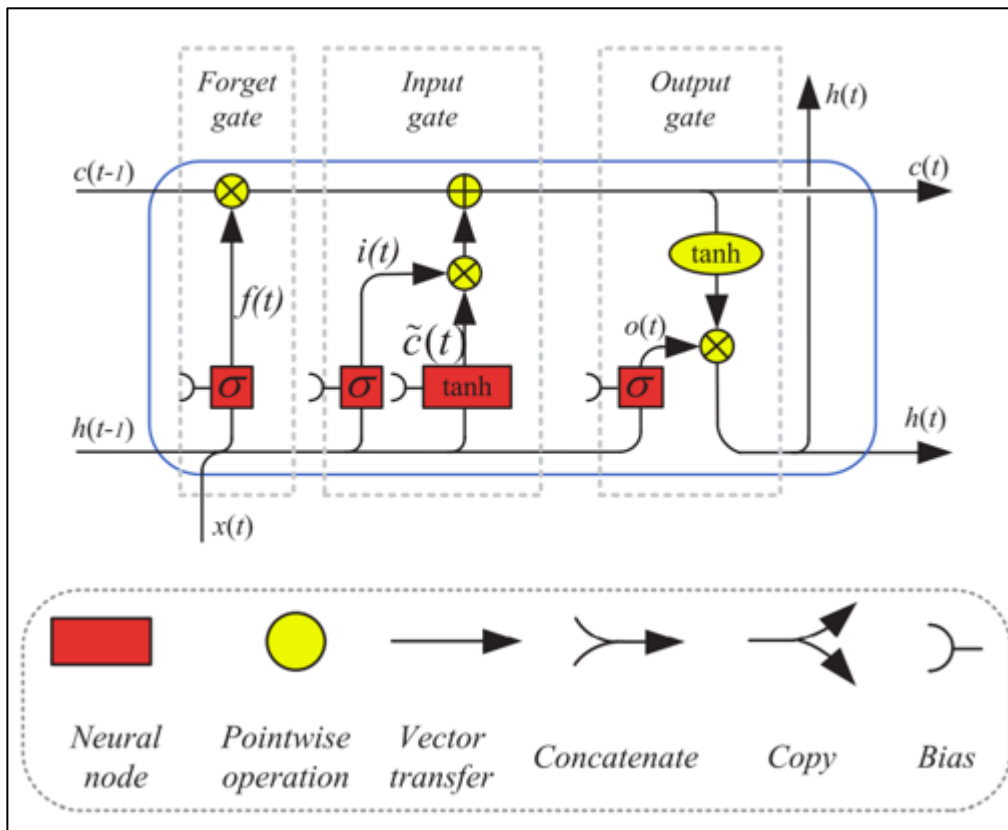 Forget
gate
Input
gate
Output
gate
h(t)
c(t-1)
c(t)
i(t)
tanh
f(t)
c̃(t)
o(t)
σ
σ
tanh
σ
h(t-1)
h(t)
x(t)
Neural
node
Pointwise
operation
Vector
transfer
Concatenate
Copy
Bias